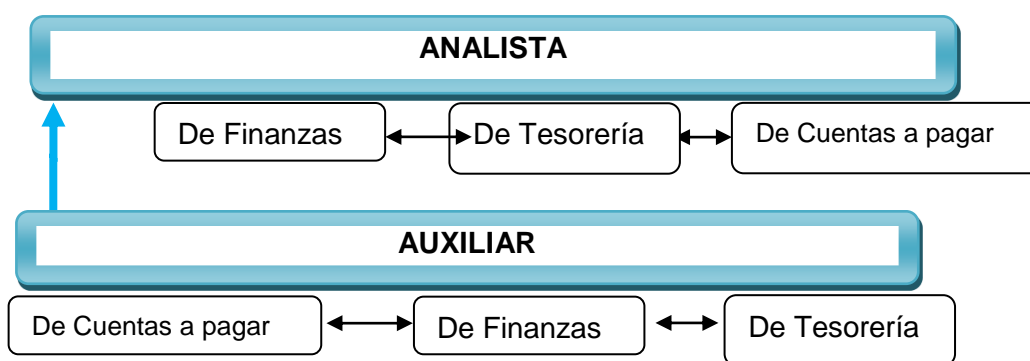 ANALISTA
De Finanzas
De Tesorería
De Cuentas a pagar
AUXILIAR
De Cuentas a pagar
De Finanzas
De Tesorería